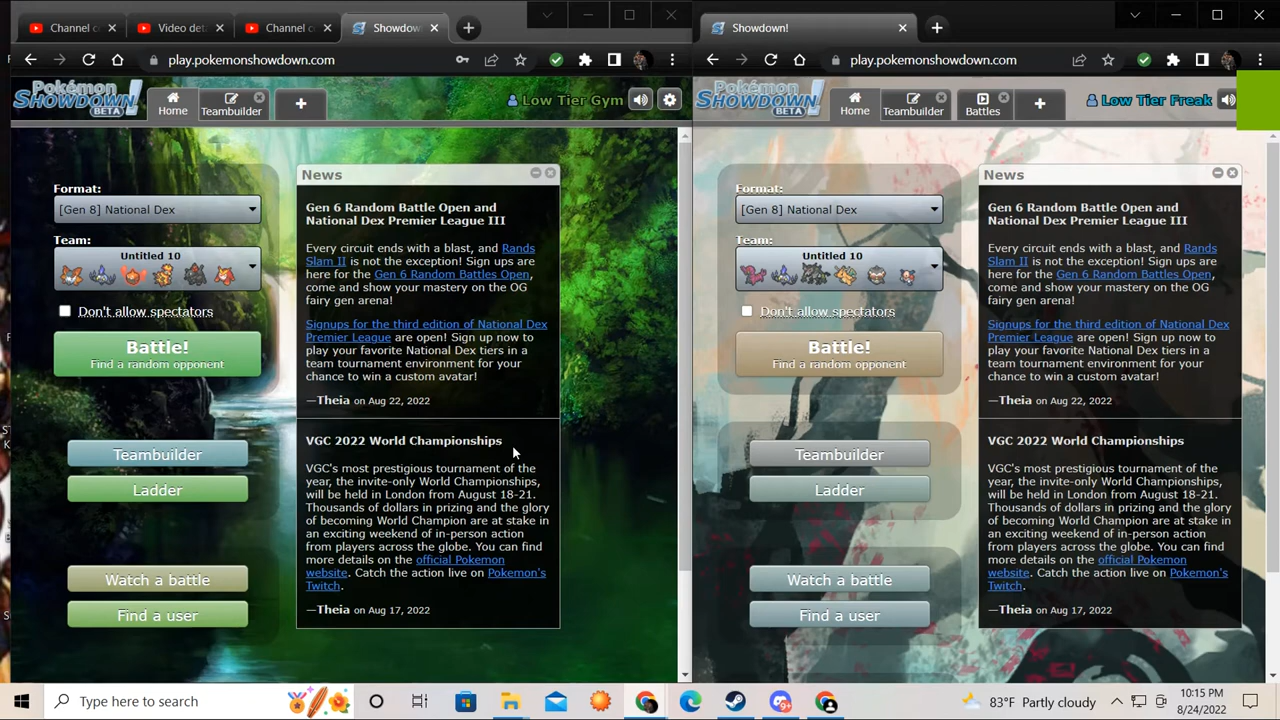 Channel c
Video deta
Channel co
Showdow
Showdown!
play.pokemonshowdown.com
play.pokemonshowdown.com
Pokémon
SHOWDOWN!
BETA
Home
Teambuilder
Low Tier Gym
Pokémon
SHOWDOWN!
BETA
Home
Teambuilder
Battles
Low Tier Freak
Format:
[Gen 8] National Dex
Team:
Untitled 10
Don't allow spectators
Battle!
Find a random opponent
Teambuilder
Ladder
Watch a battle
Find a user
News
Gen 6 Random Battle Open and
National Dex Premier League III
Every circuit ends with a blast, and Rands
Slam II is not the exception! Sign ups are
here for the Gen 6 Random Battles Open,
come and show your mastery on the OG
fairy gen arena!
Signups for the third edition of National Dex
Premier League are open! Sign up now to
play your favorite National Dex tiers in a
team tournament environment for your
chance to win a custom avatar!
—Theia on Aug 22, 2022
VGC 2022 World Championships
VGC's most prestigious tournament of the
year, the invite-only World Championships,
will be held in London from August 18-21.
Thousands of dollars in prizing and the glory
of becoming World Champion are at stake in
an exciting weekend of in-person action
from players across the globe. You can find
more details on the official Pokemon
website. Catch the action live on Pokemon's
Twitch.
—Theia on Aug 17, 2022
Format:
[Gen 8] National Dex
Team:
Untitled 10
Don't allow spectators
Battle!
Find a random opponent
Teambuilder
Ladder
Watch a battle
Find a user
News
Gen 6 Random Battle Open and
National Dex Premier League III
Every circuit ends with a blast, and Rands
Slam II is not the exception! Sign ups are
here for the Gen 6 Random Battles Open,
come and show your mastery on the OG
fairy gen arena!
Signups for the third edition of National Dex
Premier League are open! Sign up now to
play your favorite National Dex tiers in a
team tournament environment for your
chance to win a custom avatar!
—Theia on Aug 22, 2022
VGC 2022 World Championships
VGC's most prestigious tournament of the
year, the invite-only World Championships,
will be held in London from August 18-21.
Thousands of dollars in prizing and the glory
of becoming World Champion are at stake in
an exciting weekend of in-person action
from players across the globe. You can find
more details on the official Pokemon
website. Catch the action live on Pokemon's
Twitch.
—Theia on Aug 17, 2022
Type here to search
83°F Partly cloudy
10:15 PM
8/24/2022